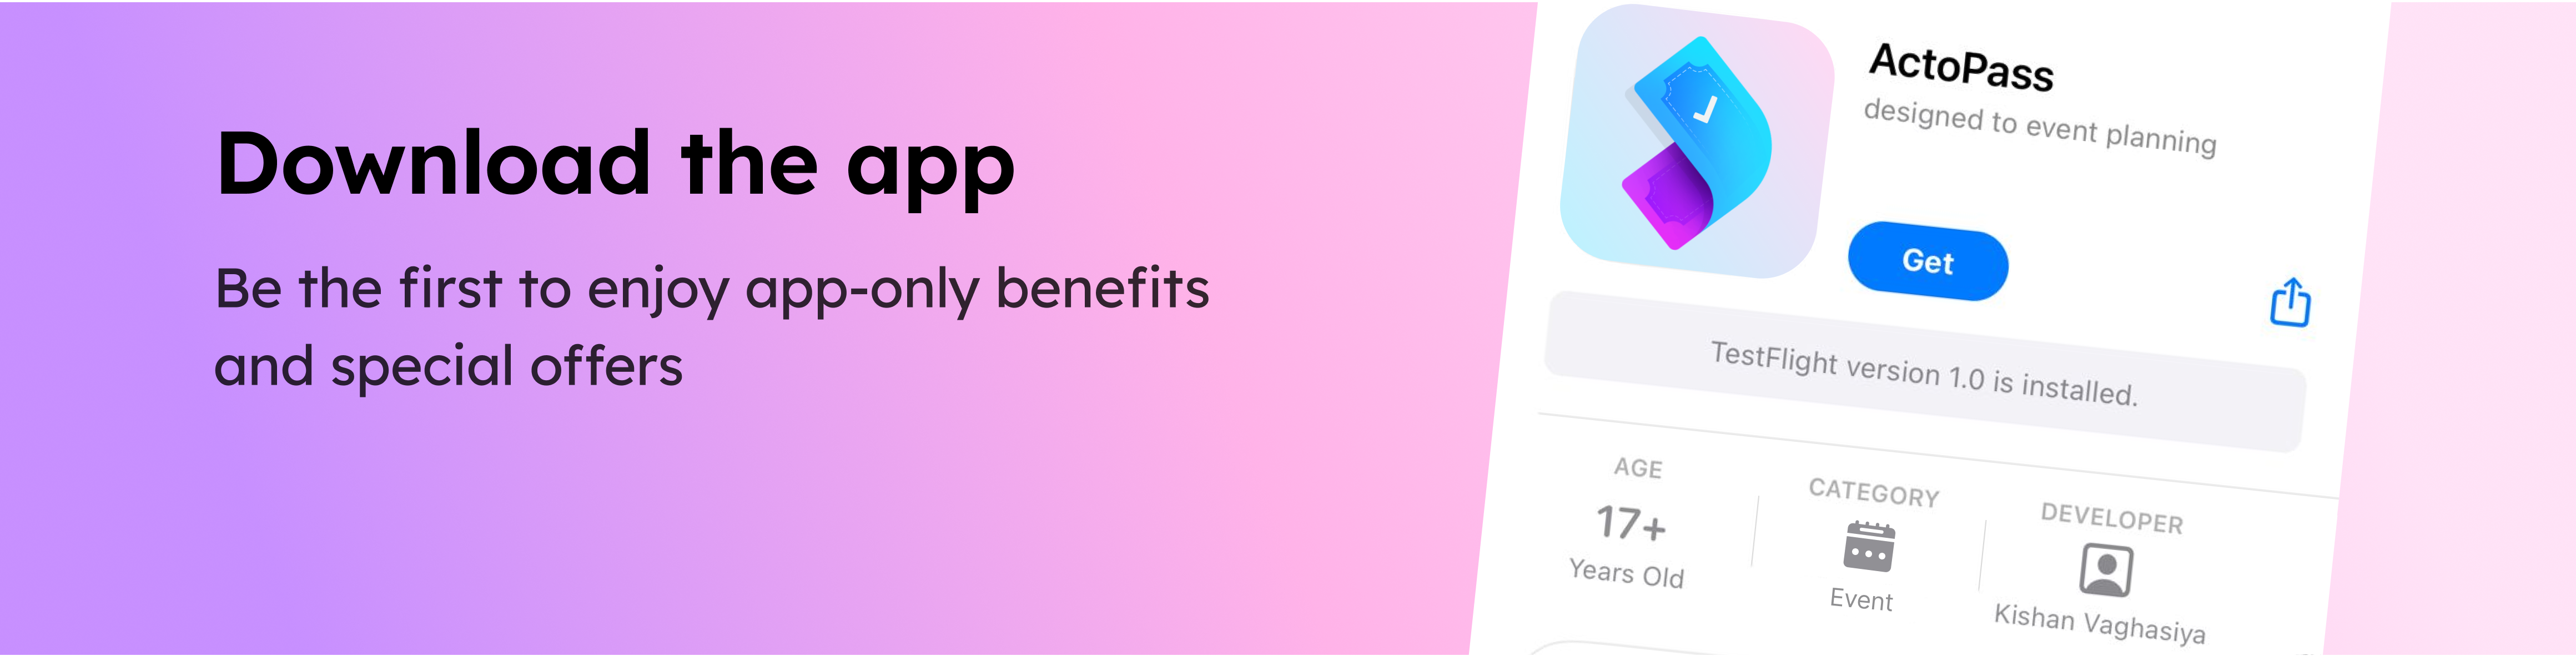 Download the app
Be the first to enjoy app-only benefits
and special offers
ActoPass
designed to event planning
Get
TestFlight version 1.0 is installed.
AGE
17+
Years Old
CATEGORY
Event
DEVELOPER
Kishan Vaghasiya